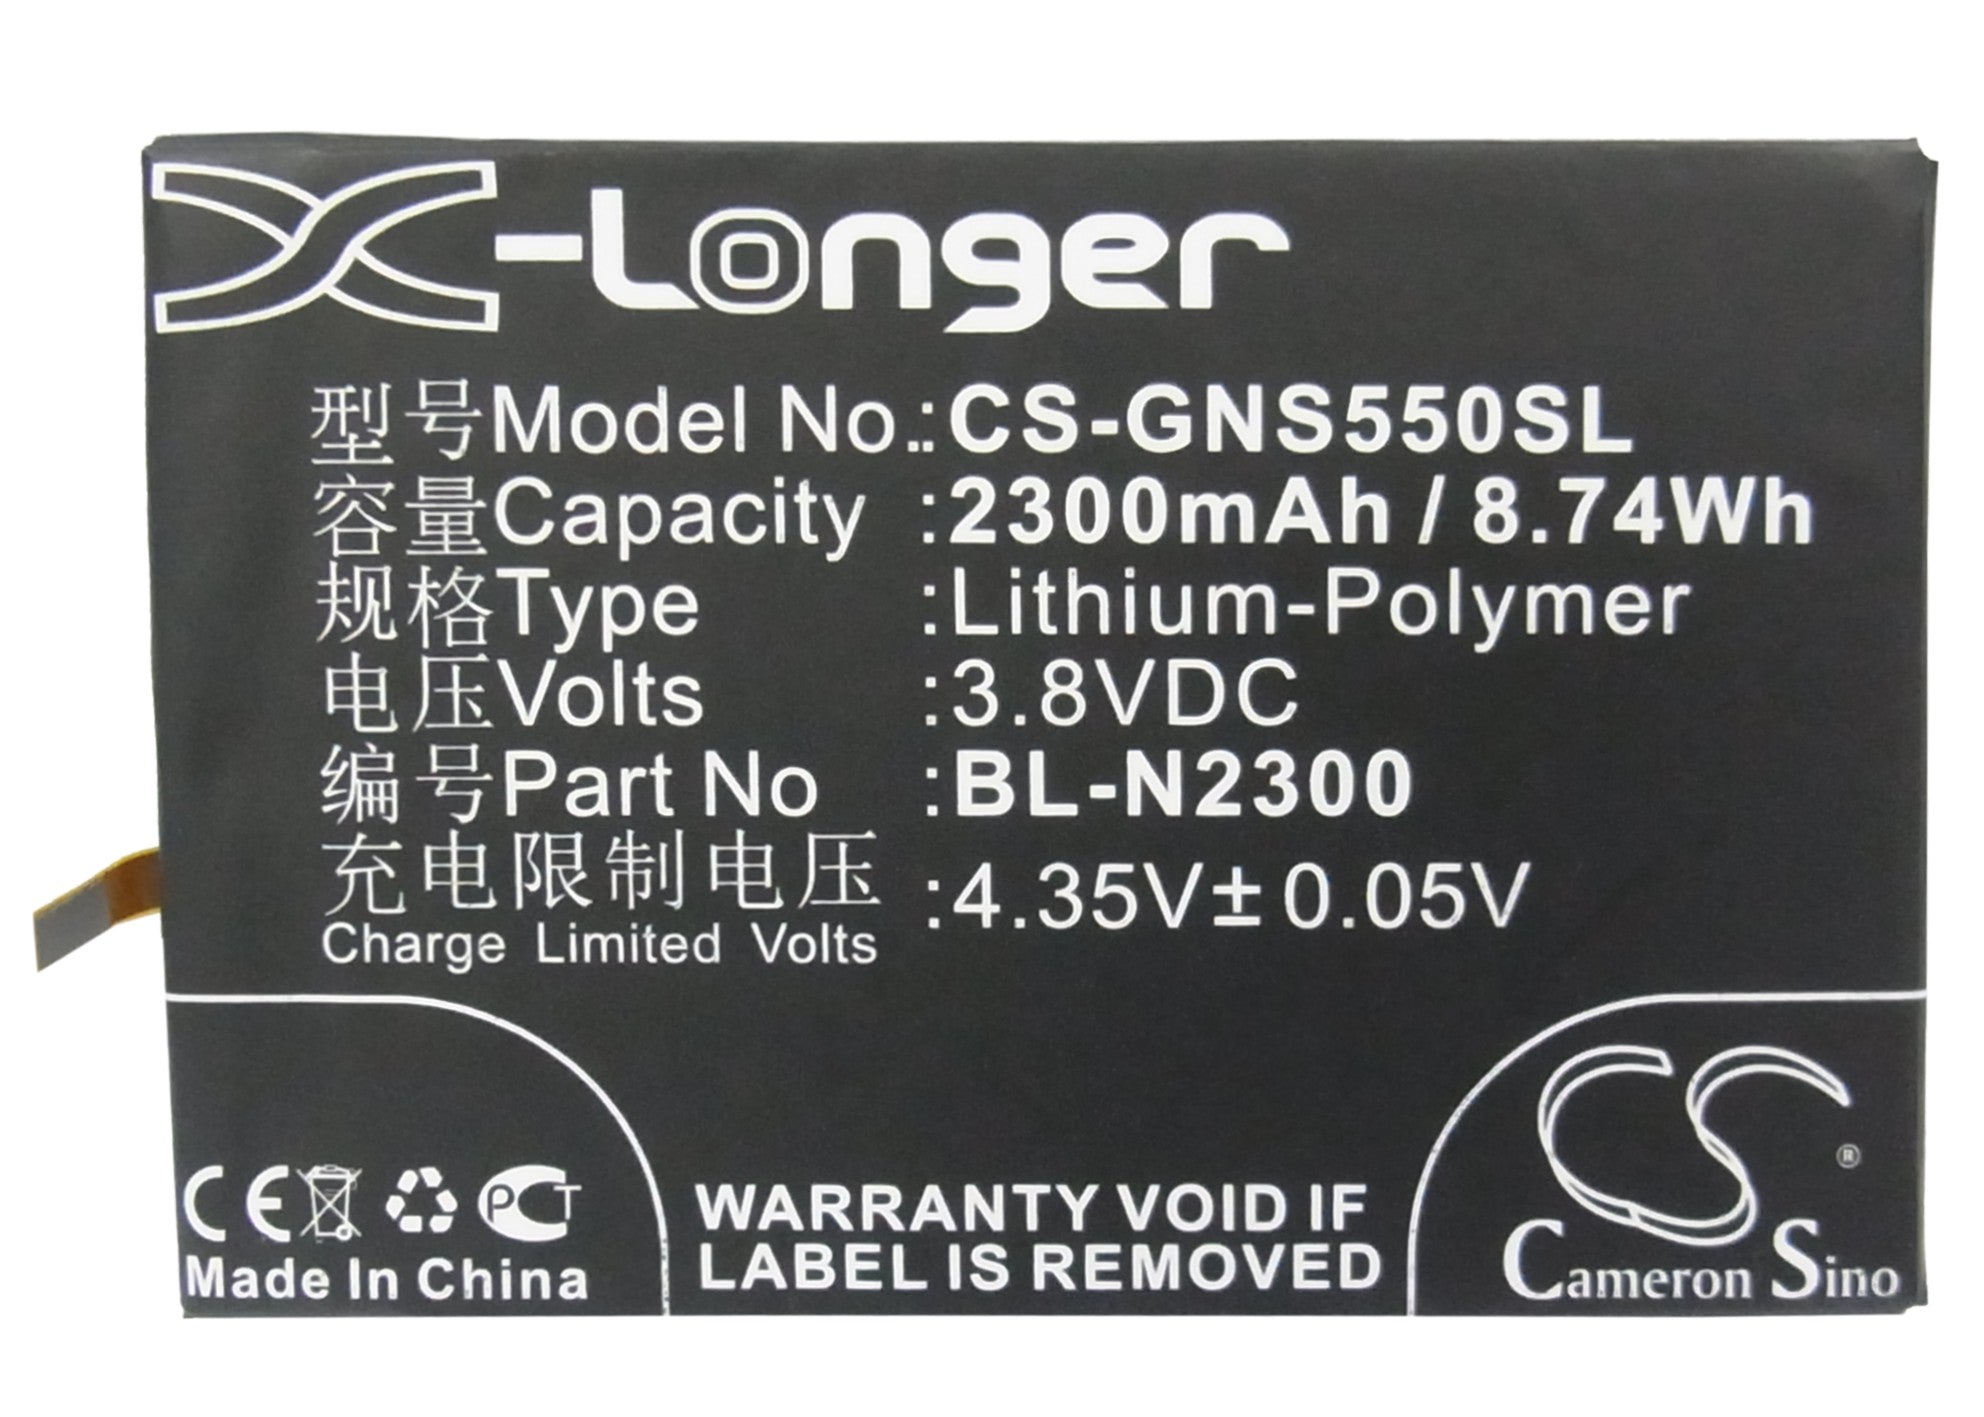 X-Longer
型号Model No.:CS-GNS550SL
容量Capacity :2300mAh / 8.74Wh
规格Type :Lithium-Polymer
电压Volts :3.8VDC
编号Part No :BL-N2300
充电限制电压 :4.35V±0.05V
Charge Limited Volts
CE PCT
Made In China
WARRANTY VOID IF
LABEL IS REMOVED
CS ®
Cameron Sino